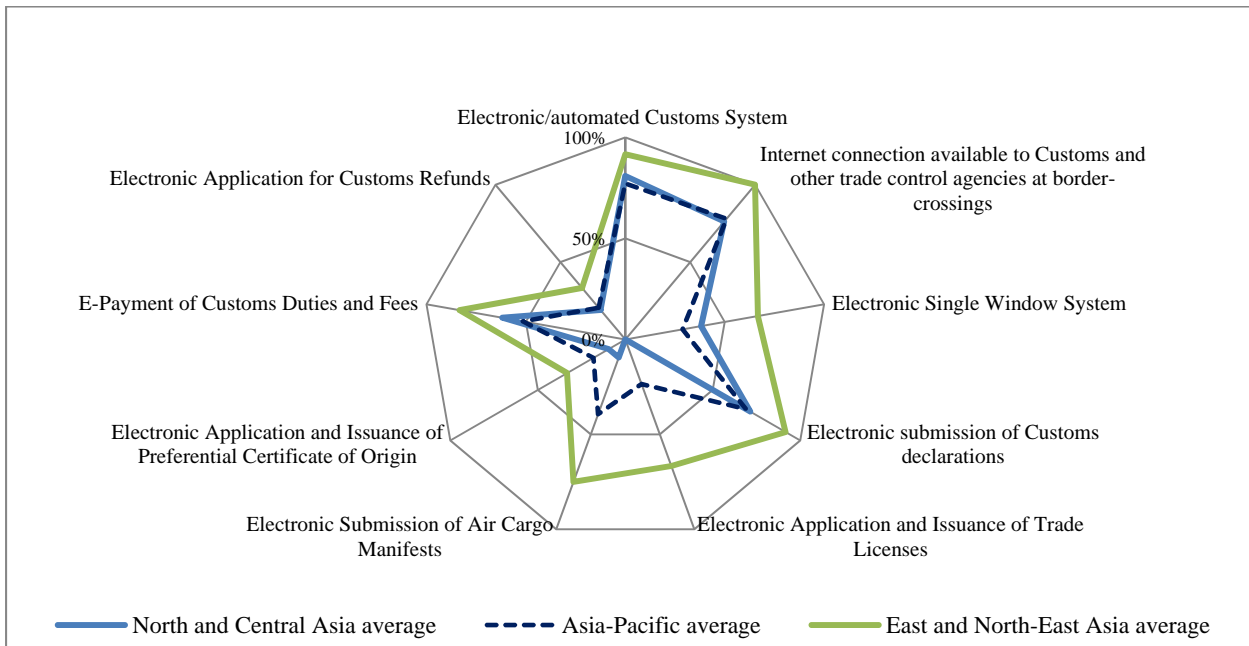 Electronic/automated Customs System
100%
Internet connection available to Customs and
other trade control agencies at border-
crossings
Electronic Application for Customs Refunds
50%
E-Payment of Customs Duties and Fees
Electronic Single Window System
0%
Electronic Application and Issuance of
Preferential Certificate of Origin
Electronic submission of Customs
declarations
Electronic Submission of Air Cargo
Manifests
Electronic Application and Issuance of Trade
Licenses
North and Central Asia average
Asia-Pacific average
East and North-East Asia average